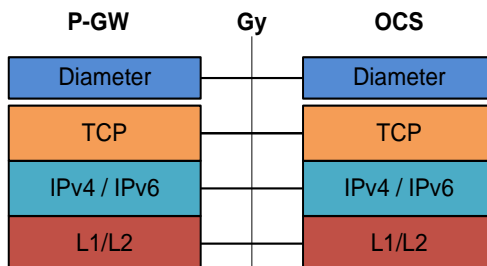 P-GW Gy OCS
Diameter Diameter
TCP TCP
IPv4 / IPv6 IPv4 / IPv6
L1/L2 L1/L2